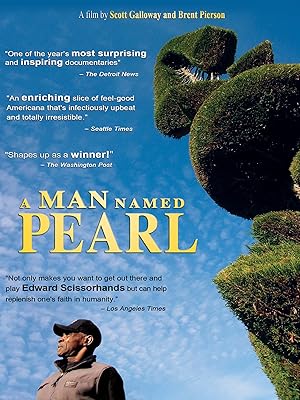 A film by Scott Galloway and Brent Pierson
"One of the year's most surprising
and inspiring documentaries"
– The Detroit News
"An enriching slice of feel-good
Americana that's infectiously upbeat
and totally irresistible."
– Seattle Times
"Shapes up as a winner!"
– The Washington Post
A MAN NAMED
PEARL
"Not only makes you want to get out there and
play Edward Scissorhands but can help
replenish one's faith in humanity."
– Los Angeles Times